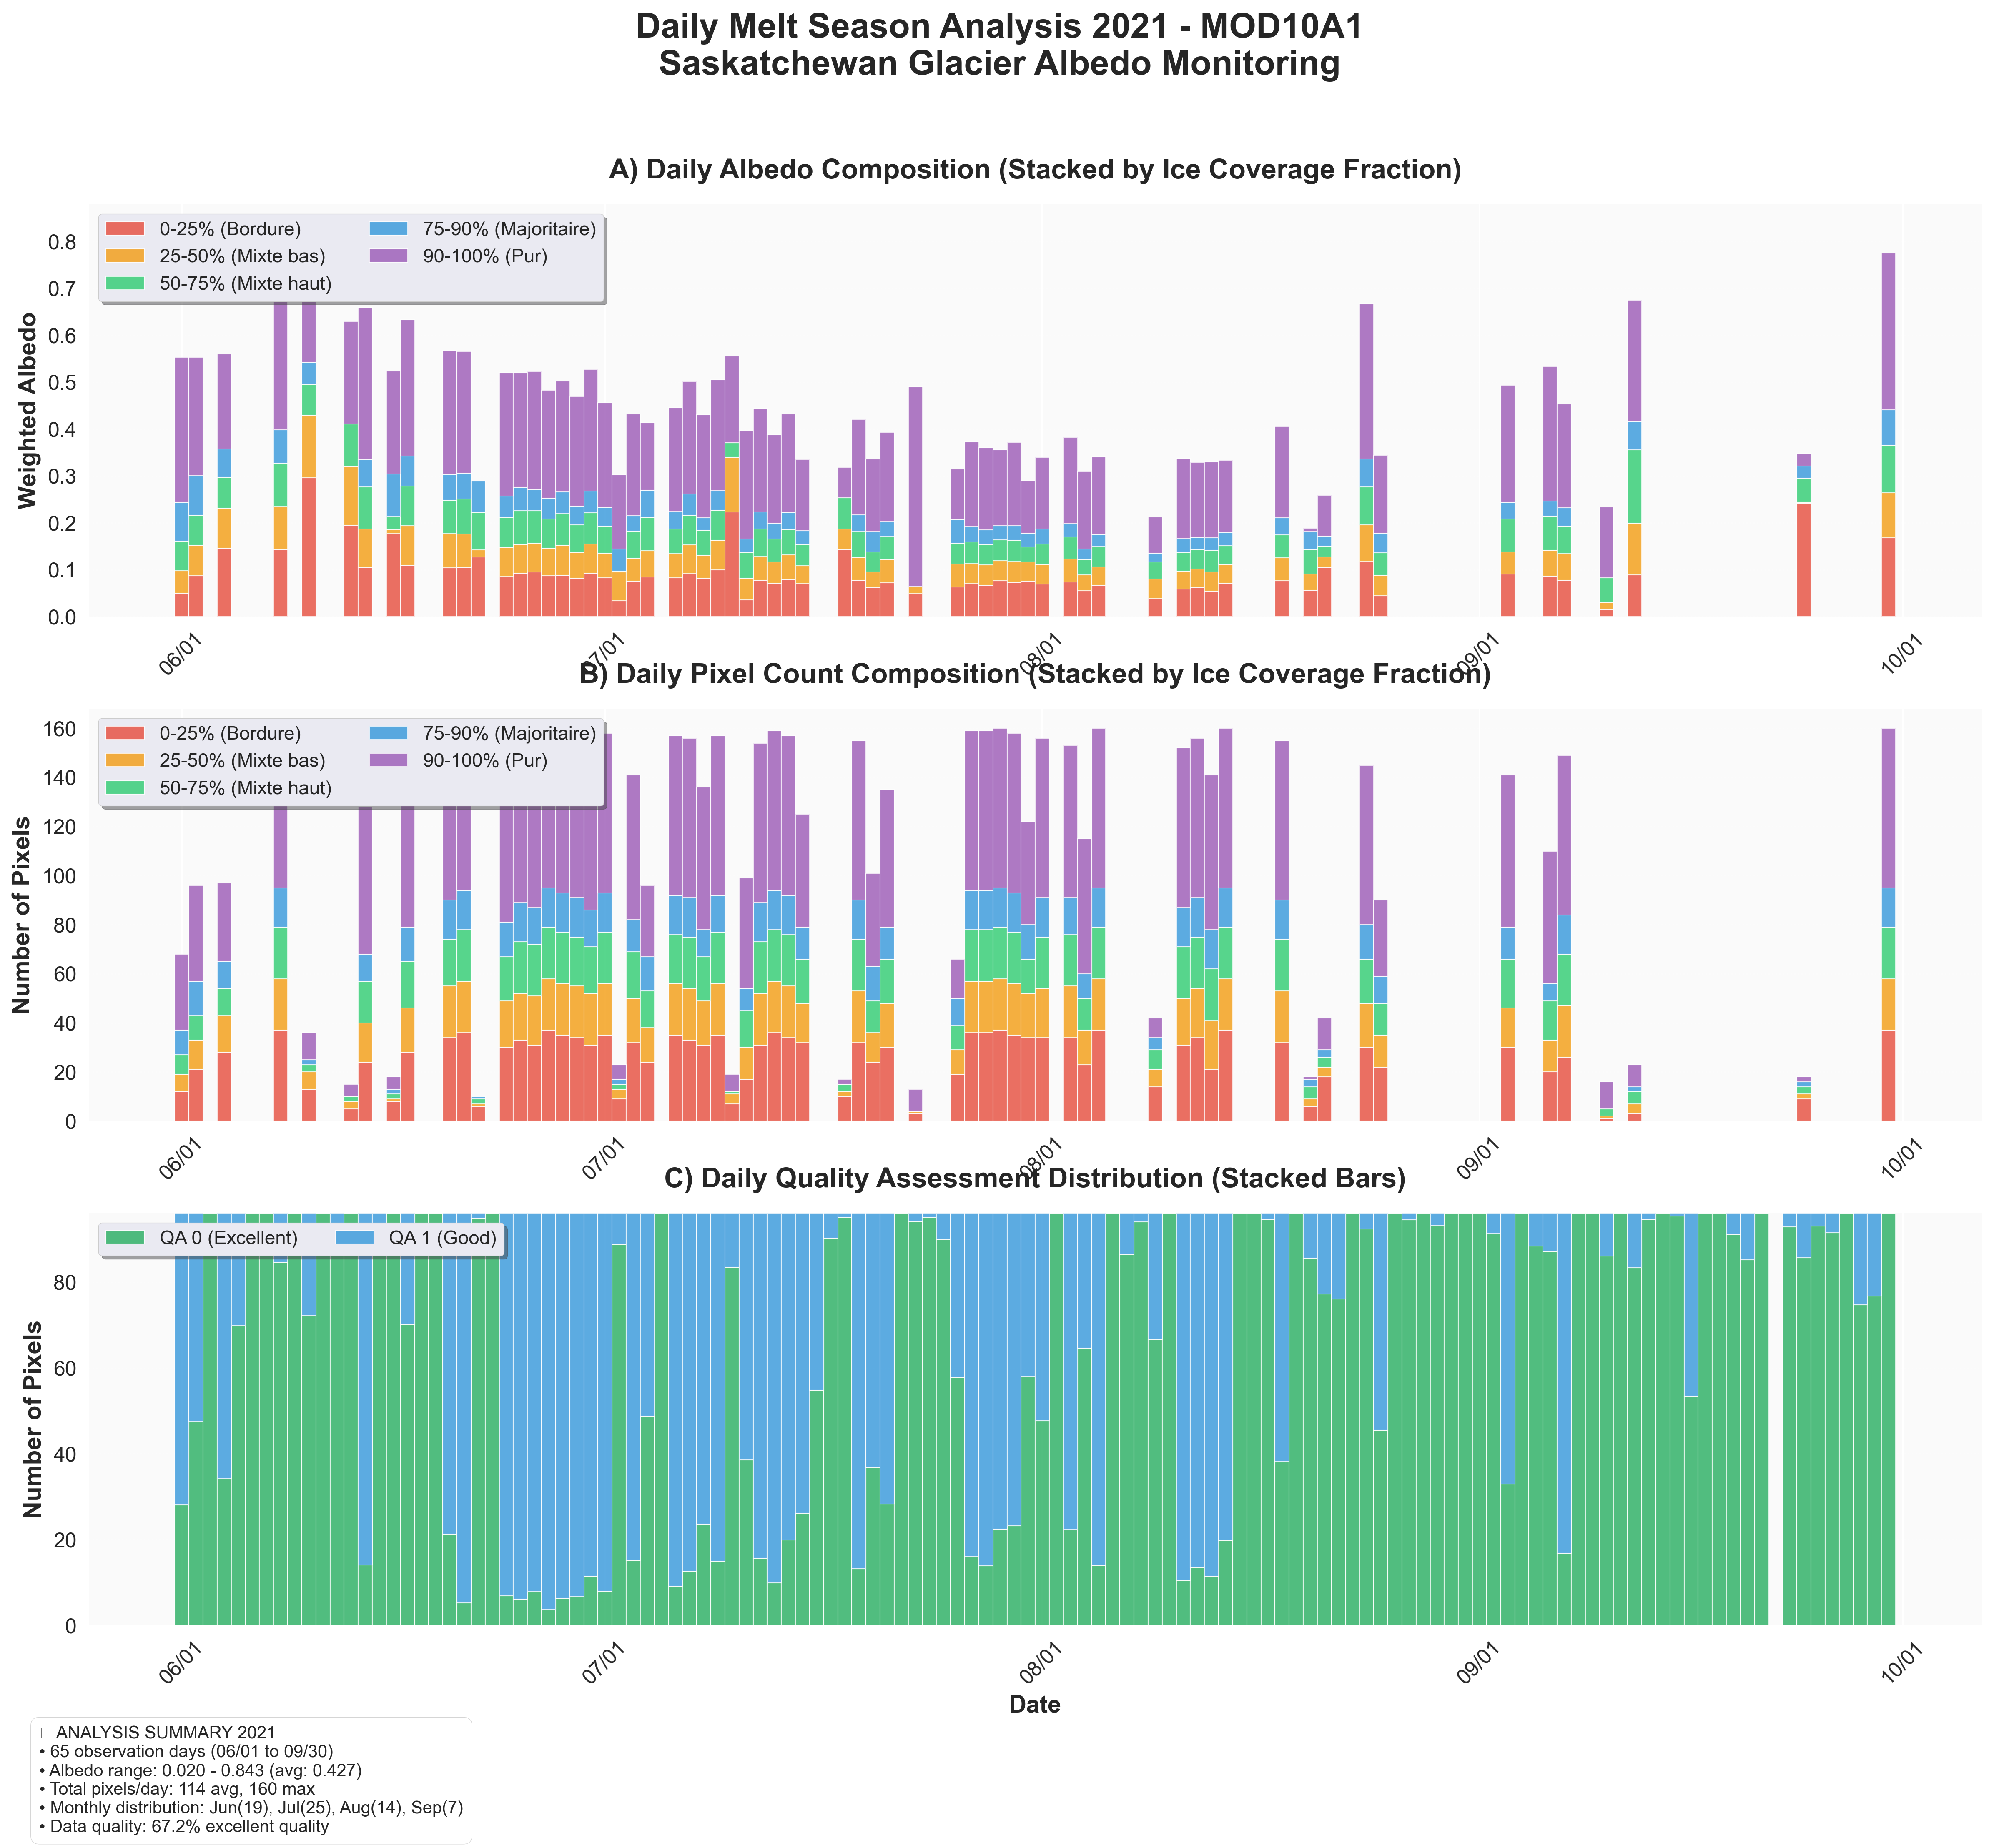 Daily Melt Season Analysis 2021 - MOD10A1
Saskatchewan Glacier Albedo Monitoring
A) Daily Albedo Composition (Stacked by Ice Coverage Fraction)
0-25% (Bordure)
25-50% (Mixte bas)
50-75% (Mixte haut)
75-90% (Majoritaire)
90-100% (Pur)
Weighted Albedo
0.8
0.7
0.6
0.5
0.4
0.3
0.2
0.1
0.0
06/01
07/01
08/01
09/01
10/01
B) Daily Pixel Count Composition (Stacked by Ice Coverage Fraction)
0-25% (Bordure)
25-50% (Mixte bas)
50-75% (Mixte haut)
75-90% (Majoritaire)
90-100% (Pur)
Number of Pixels
160
140
120
100
80
60
40
20
0
06/01
07/01
08/01
09/01
10/01
C) Daily Quality Assessment Distribution (Stacked Bars)
QA 0 (Excellent)
QA 1 (Good)
Number of Pixels
80
60
40
20
0
06/01
07/01
08/01
09/01
10/01
Date
ANALYSIS SUMMARY 2021
• 65 observation days (06/01 to 09/30)
• Albedo range: 0.020 - 0.843 (avg: 0.427)
• Total pixels/day: 114 avg, 160 max
• Monthly distribution: Jun(19), Jul(25), Aug(14), Sep(7)
• Data quality: 67.2% excellent quality